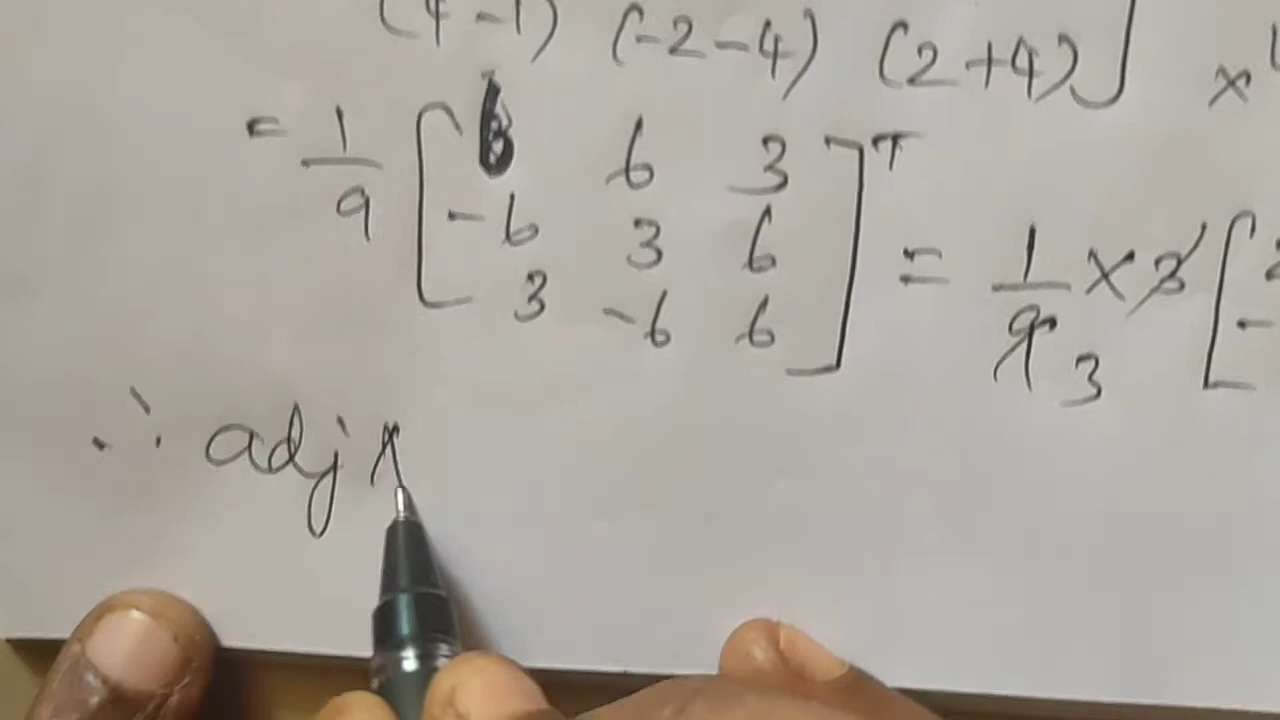 (4-1) (-2-4) (2+4)] ×
= 1/9 [6 6 3
-6 3 6
3 -6 6]ᵀ = 1/9 3 × 3 [
∴ adj A